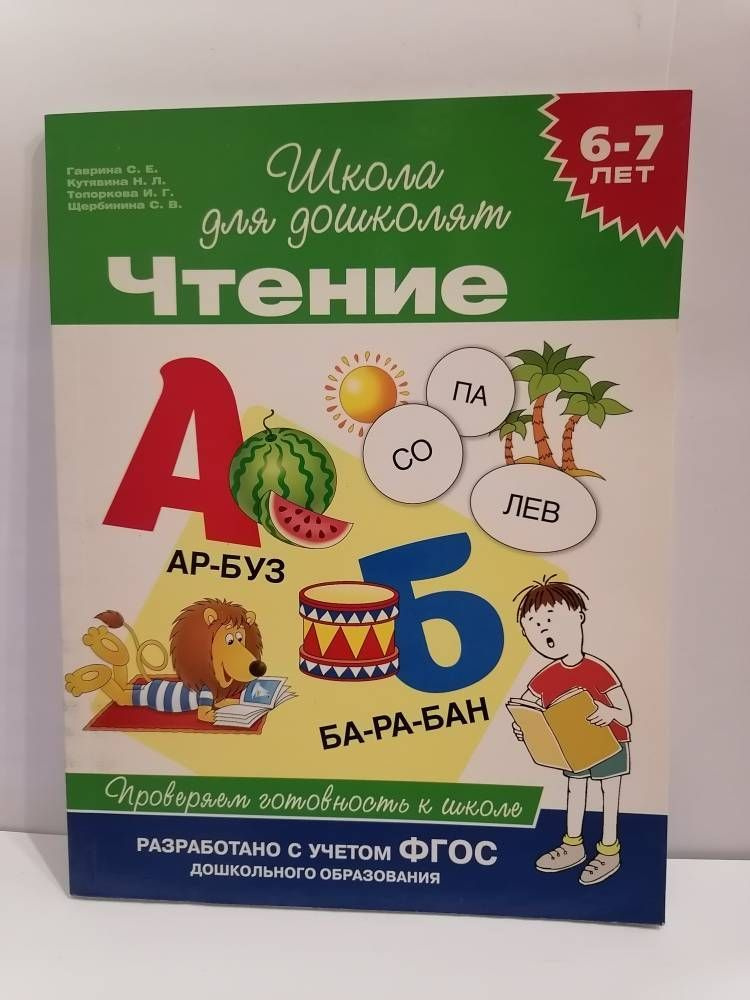 Гаврина С. Е.
Кутявина Н. Л.
Топоркова И. Г.
Щербинина С. В.
Школа
для дошколят
6-7
ЛЕТ
Чтение
А
ПА
СО
ЛЕВ
АР-БУЗ
Б
БА-РА-БАН
Проверяем готовность к школе
РАЗРАБОТАНО С УЧЕТОМ ФГОС
ДОШКОЛЬНОГО ОБРАЗОВАНИЯ